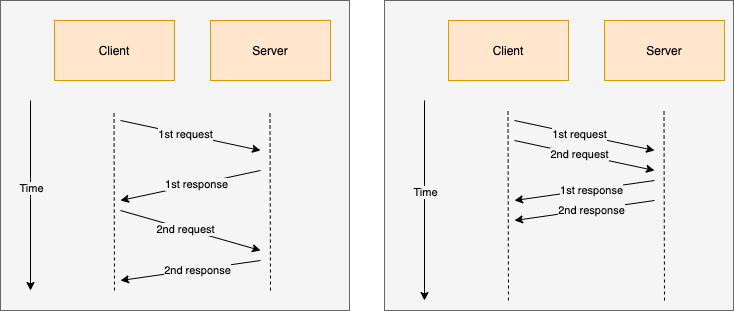 Client
Server
1st request
1st response
Time
2nd request
2nd response
Client
Server
1st request
2nd request
1st response
Time
2nd response